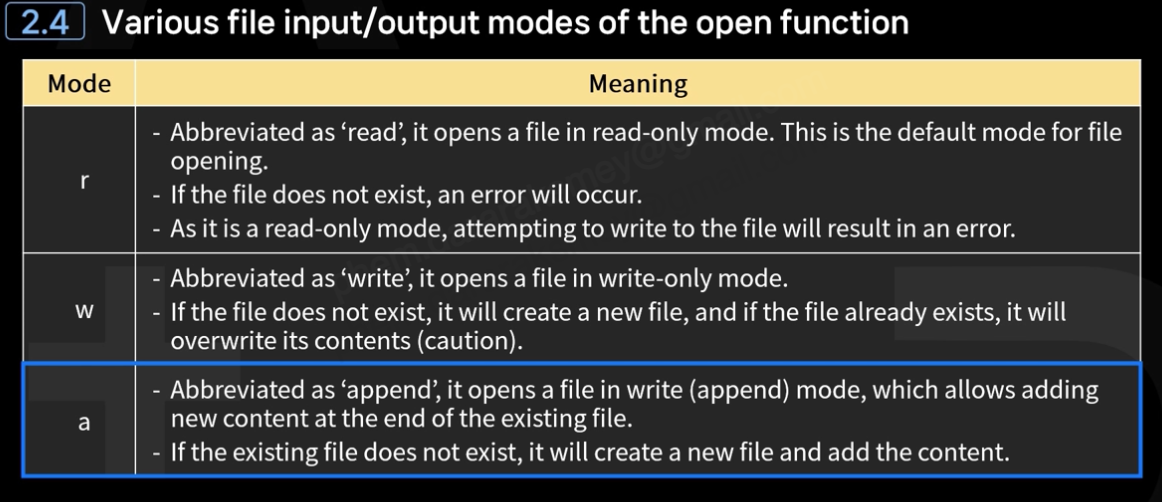 2.4 Various file input/output modes of the open function
Mode Meaning
r
- Abbreviated as ‘read’, it opens a file in read-only mode. This is the default mode for file
opening.
- If the file does not exist, an error will occur.
- As it is a read-only mode, attempting to write to the file will result in an error.
w
- Abbreviated as ‘write’, it opens a file in write-only mode.
- If the file does not exist, it will create a new file, and if the file already exists, it will
overwrite its contents (caution).
a
- Abbreviated as ‘append’, it opens a file in write (append) mode, which allows adding
new content at the end of the existing file.
- If the existing file does not exist, it will create a new file and add the content.